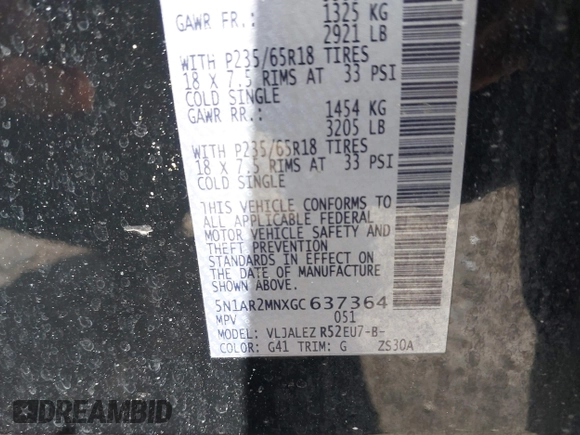 1325 KG
GAWR FR.: 2921 LB
WITH P235/65R18 TIRES
18 X 7.5 RIMS AT 33 PSI
COLD SINGLE
GAWR RR.: 1454 KG
3205 LB
WITH P235/65R18 TIRES
18 X 7.5 RIMS AT 33 PSI
COLD SINGLE
THIS VEHICLE CONFORMS TO
ALL APPLICABLE FEDERAL
MOTOR VEHICLE SAFETY AND
THEFT PREVENTION
STANDARDS IN EFFECT ON
THE DATE OF MANUFACTURE
SHOWN ABOVE.
5N1AR2MNXGC637364
MPV 051
MODEL: VLJALEZ R52EU7-B-
COLOR: G41 TRIM: G ZS30A
DREAMBID